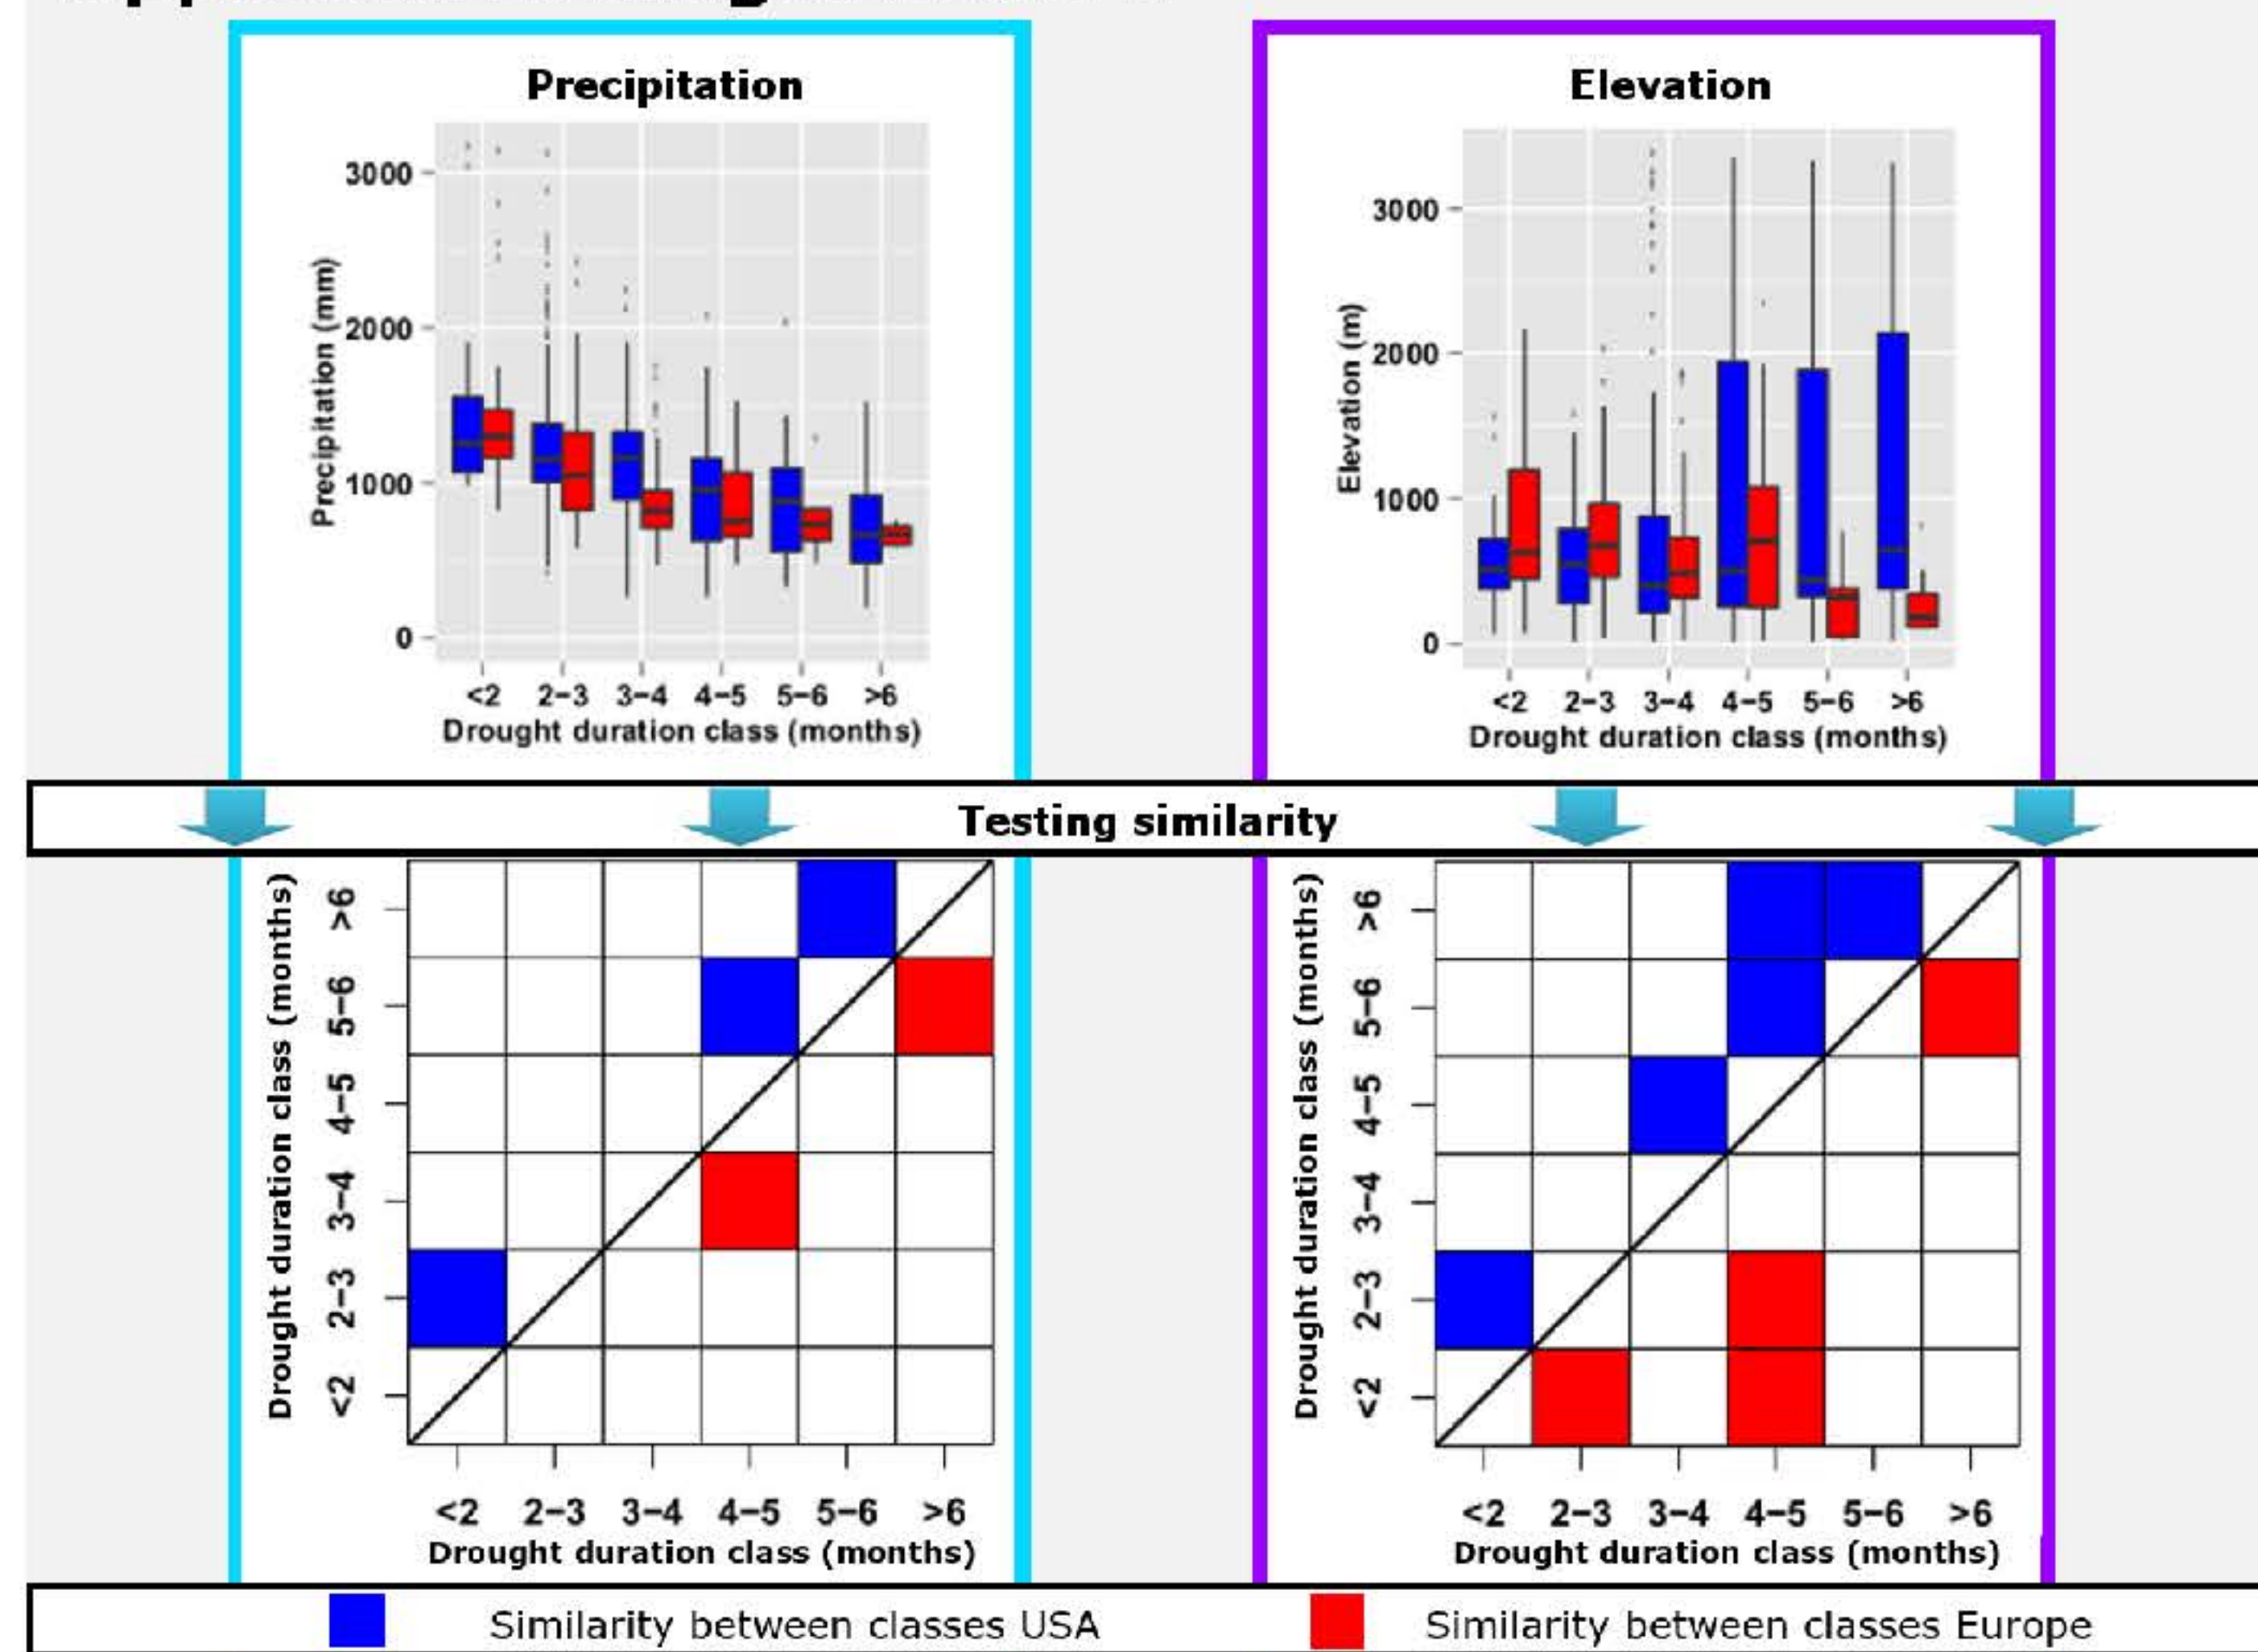 Precipitation
3000
2000
1000
0
Precipitation (mm)
<2 2-3 3-4 4-5 5-6 >6
Drought duration class (months)
Elevation
3000
2000
1000
0
Elevation (m)
<2 2-3 3-4 4-5 5-6 >6
Drought duration class (months)
Testing similarity
Drought duration class (months)
>6
5-6
4-5
3-4
2-3
<2
<2 2-3 3-4 4-5 5-6 >6
Drought duration class (months)
Drought duration class (months)
>6
5-6
4-5
3-4
2-3
<2
<2 2-3 3-4 4-5 5-6 >6
Drought duration class (months)
Similarity between classes USA
Similarity between classes Europe